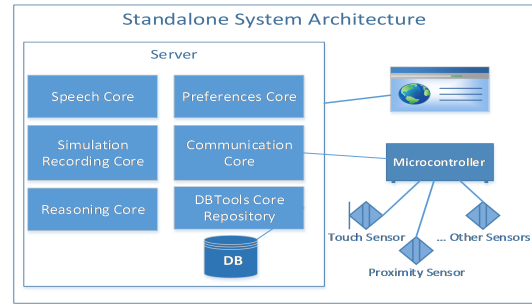 Standalone System Architecture
Server
Speech Core
Preferences Core
Simulation
Recording Core
Communication
Core
Microcontroller
Reasoning Core
DBTools Core
Repository
DB
Touch Sensor
... Other Sensors
Proximity Sensor